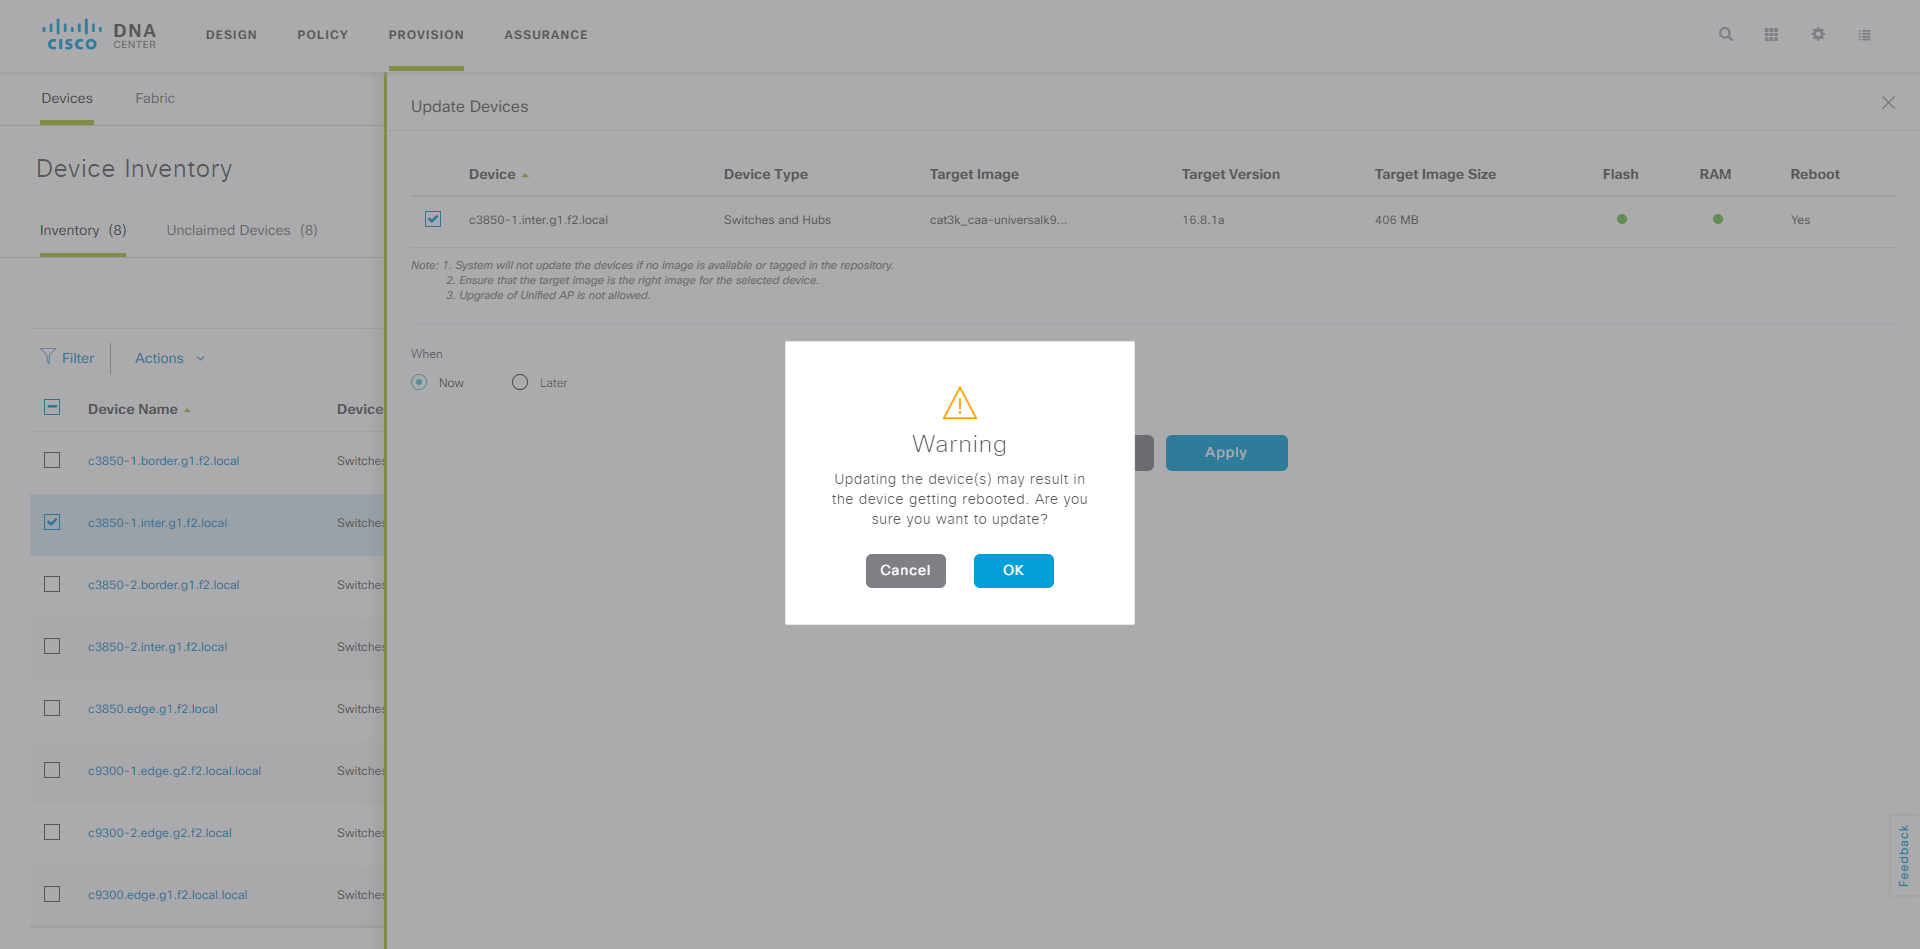 CISCO DNA CENTER DESIGN POLICY PROVISION ASSURANCE
Devices Fabric
Update Devices
Device Inventory
Inventory (8) Unclaimed Devices (8)
Device Device Type Target Image Target Version Target Image Size Flash RAM Reboot
c3850-1.inter.g1.f2.local Switches and Hubs cat3k_caa-universalk9... 16.8.1a 406 MB Yes
Note: 1. System will not update the devices if no image is available or tagged in the repository.
2. Ensure that the target image is the right image for the selected device.
3. Upgrade of Unified AP is not allowed.
When
Now Later
Apply
Filter Actions
Device Name Device
c3850-1.border.g1.f2.local Switches
c3850-1.inter.g1.f2.local Switches
c3850-2.border.g1.f2.local Switches
c3850-2.inter.g1.f2.local Switches
c3850.edge.g1.f2.local Switches
c9300-1.edge.g2.f2.local.local Switches
c9300-2.edge.g2.f2.local Switches
c9300.edge.g1.f2.local.local Switches
Warning
Updating the device(s) may result in
the device getting rebooted. Are you
sure you want to update?
Cancel OK
Feedback